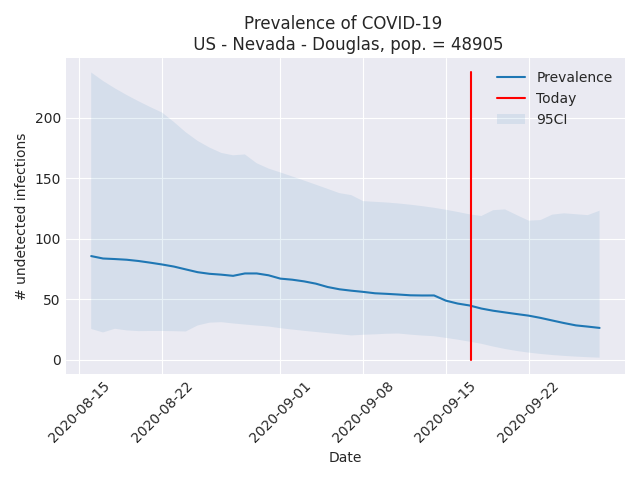 Prevalence of COVID-19
US - Nevada - Douglas, pop. = 48905
Prevalence
Today
95CI
# undetected infections
200
150
100
50
0
2020-08-15
2020-08-22
2020-09-01
2020-09-08
2020-09-15
2020-09-22
Date